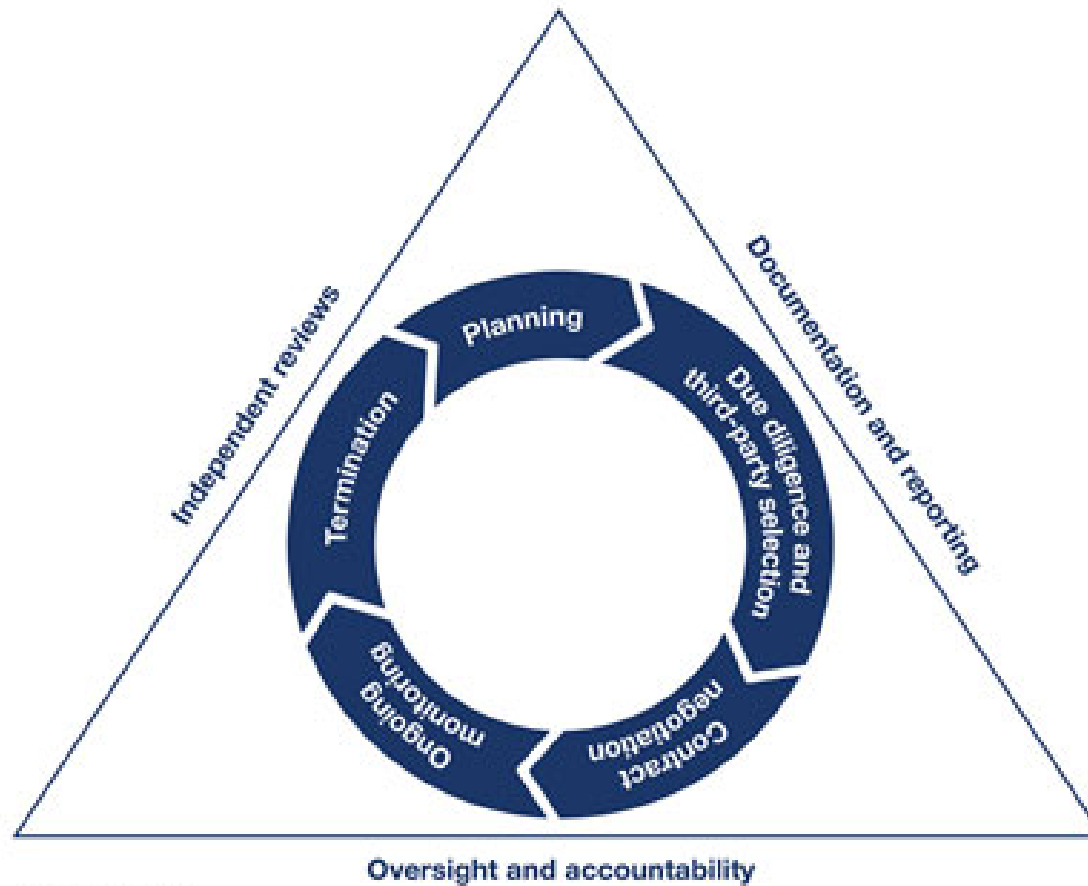 Independent reviews
Documentation and reporting
Planning
Due diligence and
third-party selection
Contract
negotiation
Ongoing
monitoring
Termination
Oversight and accountability